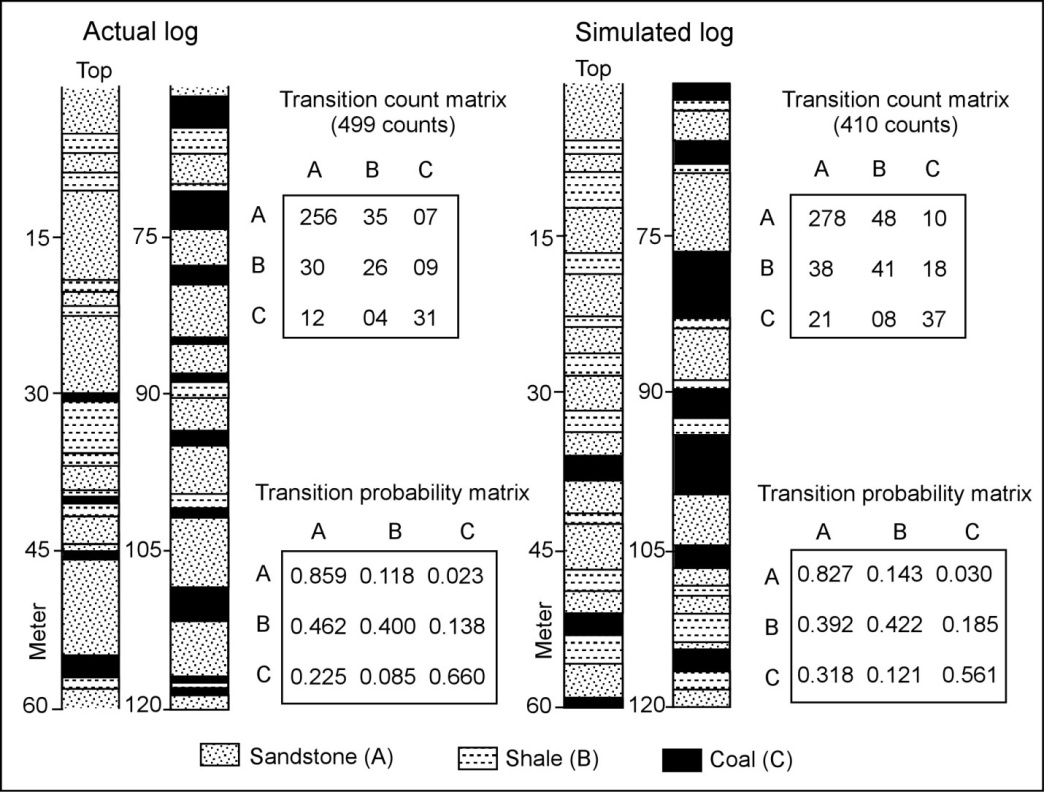 Actual log
Simulated log
Top
Top
Transition count matrix
(499 counts)
A B C
A 256 35 07
B 30 26 09
C 12 04 31
Transition count matrix
(410 counts)
A B C
A 278 48 10
B 38 41 18
C 21 08 37
15 75
30 90
45 105
60 120
Meter
15 75
30 90
45 105
60 120
Meter
Transition probability matrix
A B C
A 0.859 0.118 0.023
B 0.462 0.400 0.138
C 0.225 0.085 0.660
Transition probability matrix
A B C
A 0.827 0.143 0.030
B 0.392 0.422 0.185
C 0.318 0.121 0.561
Sandstone (A) Shale (B) Coal (C)